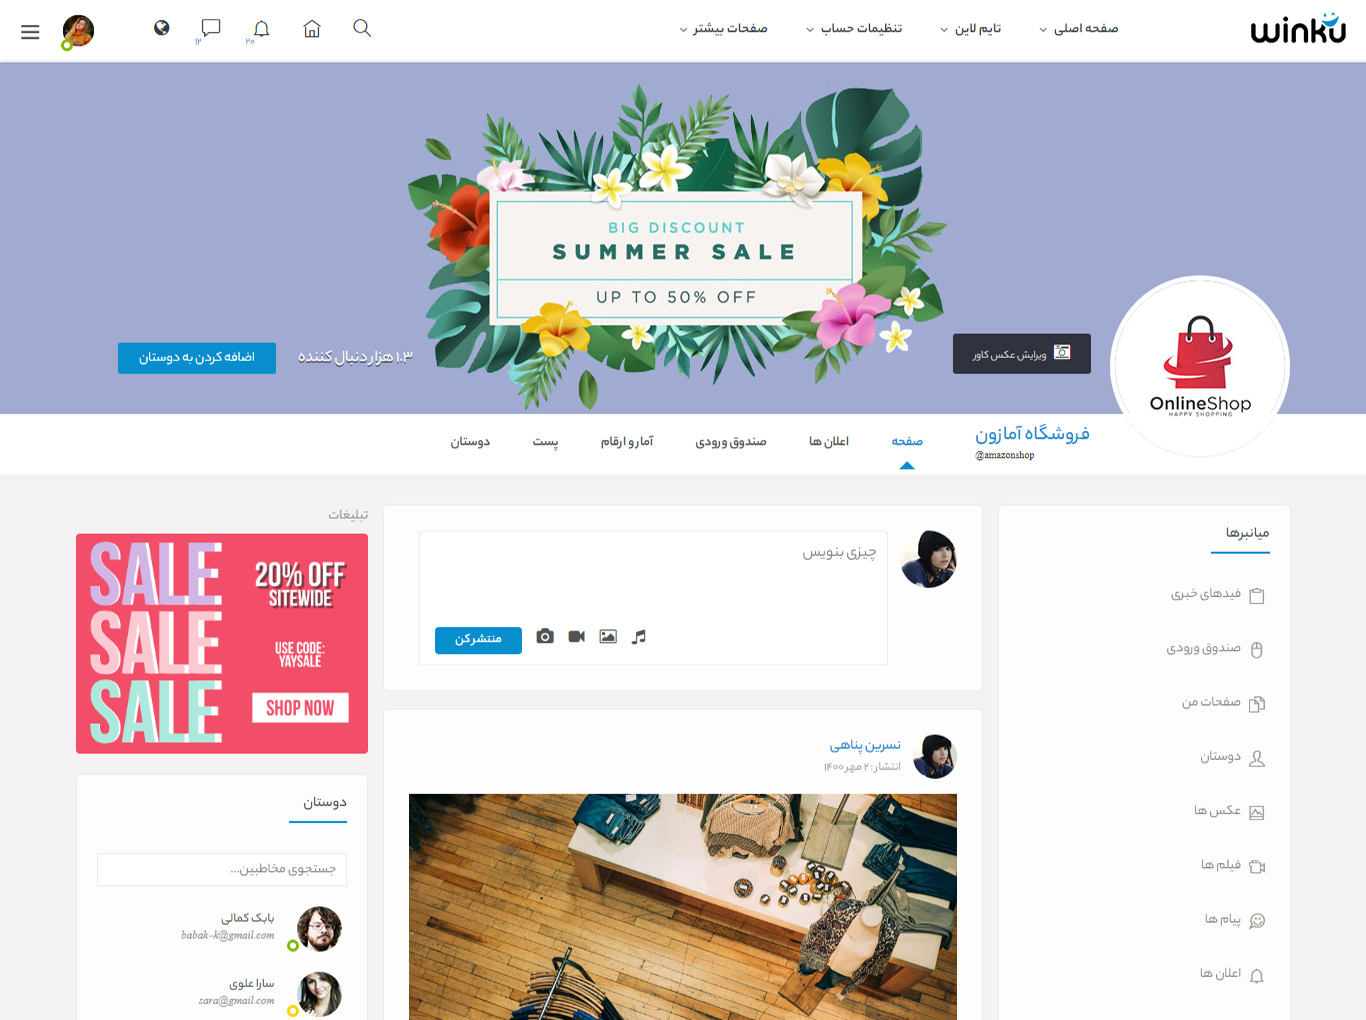 winku
صفحه اصلی
تایم لاین
تنظیمات حساب
صفحات بیشتر
۲۰
۱۲
BIG DISCOUNT
SUMMER SALE
UP TO 50% OFF
OnlineShop
HAPPY SHOPPING
ویرایش عکس کاور
۱.۳ هزار دنبال کننده
اضافه کردن به دوستان
فروشگاه آمازون
@amazonshop
صفحه
اعلان ها
صندوق ورودی
آمار و ارقام
پست
دوستان
میانبرها
فیدهای خبری
صندوق ورودی
صفحات من
دوستان
عکس ها
فیلم ها
پیام ها
اعلان ها
چیزی بنویس
منتشر کن
نسرین پناهی
انتشار : ۲ مهر ۱۴۰۰
تبلیغات
SALE
SALE
SALE
20% OFF
SITEWIDE
USE CODE:
YAYSALE
SHOP NOW
دوستان
جستجوی مخاطبین...
بابک کمالی
babak-k@gmail.com
سارا علوی
sara@gmail.com